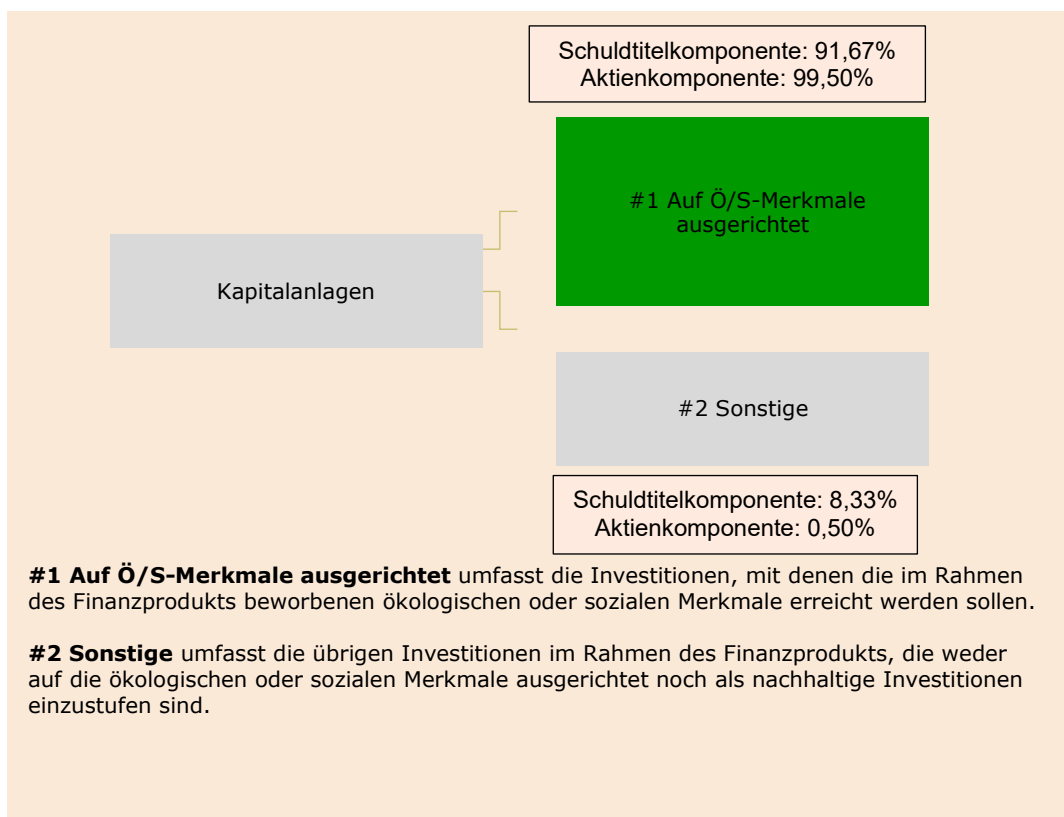 Schuldtitelkomponente: 91,67%
Aktienkomponente: 99,50%
#1 Auf Ö/S-Merkmale
ausgerichtet
Kapitalanlagen
#2 Sonstige
Schuldtitelkomponente: 8,33%
Aktienkomponente: 0,50%
#1 Auf Ö/S-Merkmale ausgerichtet umfasst die Investitionen, mit denen die im Rahmen
des Finanzprodukts beworbenen ökologischen oder sozialen Merkmale erreicht werden sollen.
#2 Sonstige umfasst die übrigen Investitionen im Rahmen des Finanzprodukts, die weder
auf die ökologischen oder sozialen Merkmale ausgerichtet noch als nachhaltige Investitionen
einzustufen sind.